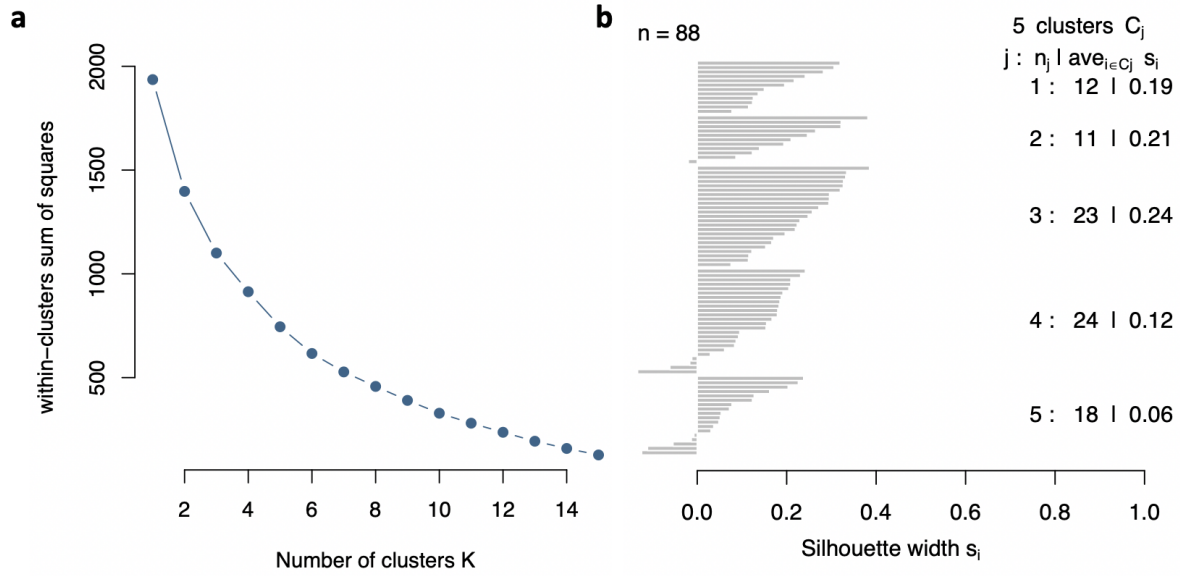 a
within−clusters sum of squares
2000
1500
1000
500
2 4 6 8 10 12 14
Number of clusters K
b
n = 88
5 clusters Cj
j : nj | avei∈Cj si
1 : 12 | 0.19
2 : 11 | 0.21
3 : 23 | 0.24
4 : 24 | 0.12
5 : 18 | 0.06
0.0 0.2 0.4 0.6 0.8 1.0
Silhouette width si